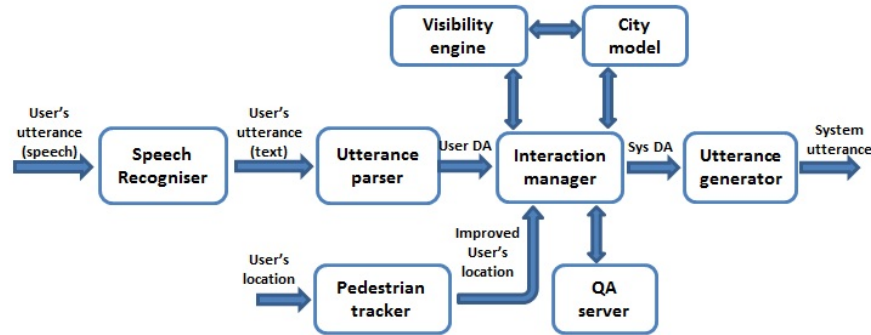 Visibility
engine
City
model
User's
utterance
(speech)
Speech
Recogniser
User's
utterance
(text)
Utterance
parser
User DA
Interaction
manager
Sys DA
Utterance
generator
System
utterance
User's
location
Pedestrian
tracker
Improved
User's
location
QA
server